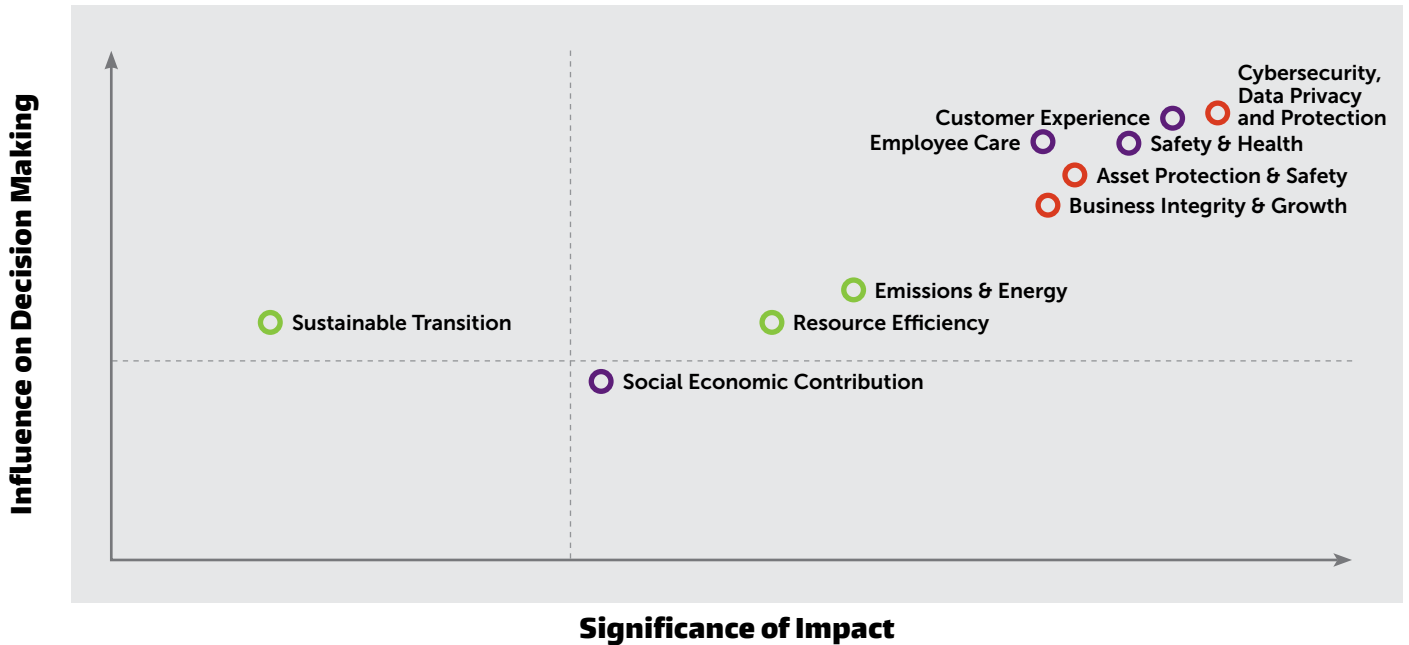 Influence on Decision Making
Cybersecurity,
Data Privacy
and Protection
Customer Experience
Employee Care
Safety & Health
Asset Protection & Safety
Business Integrity & Growth
Emissions & Energy
Sustainable Transition
Resource Efficiency
Social Economic Contribution
Significance of Impact